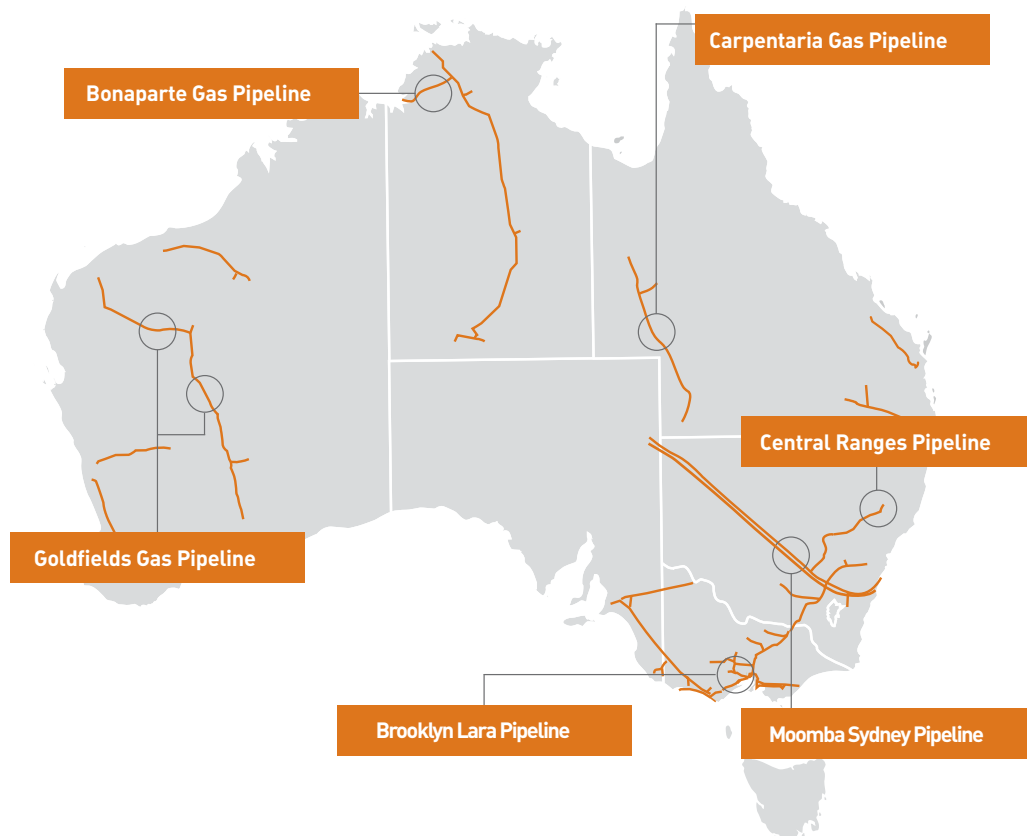 Carpentaria Gas Pipeline
Bonaparte Gas Pipeline
Central Ranges Pipeline
Goldfields Gas Pipeline
Brooklyn Lara Pipeline
Moomba Sydney Pipeline